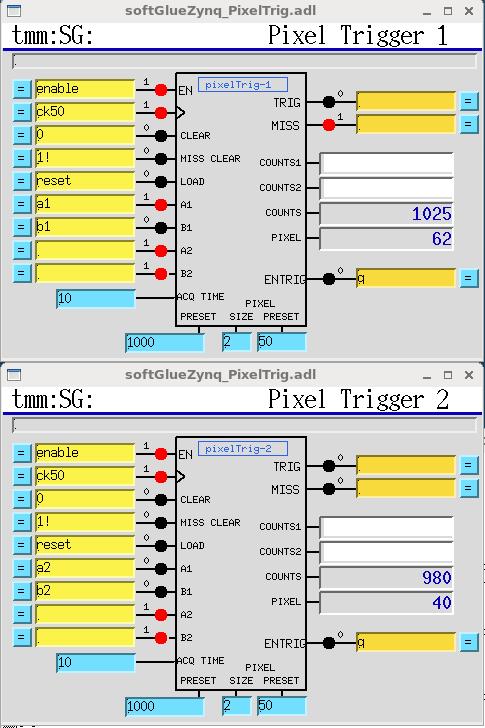 softGlueZynq_PixelTrig.adl
tmm:SG: Pixel Trigger 1
= enable 1 EN pixelTrig-1
TRIG 0 =
= ck50 1
MISS 1 =
= 0 0 CLEAR
= 1! 0 MISS CLEAR
COUNTS1
= reset 0 LOAD
COUNTS2
= a1 1 A1
COUNTS 1025
= b1 0 B1
PIXEL 62
= 1 A2
= 1 B2
ENTRIG 0 q =
10 ACQ TIME
PIXEL
PRESET SIZE PRESET
1000 2 50
softGlueZynq_PixelTrig.adl
tmm:SG: Pixel Trigger 2
= enable 1 EN pixelTrig-2
TRIG 0 =
= ck50 1
MISS 0 =
= 0 0 CLEAR
= 1! 0 MISS CLEAR
COUNTS1
= reset 0 LOAD
COUNTS2
= a2 0 A1
COUNTS 980
= b2 0 B1
PIXEL 40
= 1 A2
= 1 B2
ENTRIG 0 q =
10 ACQ TIME
PIXEL
PRESET SIZE PRESET
1000 2 50